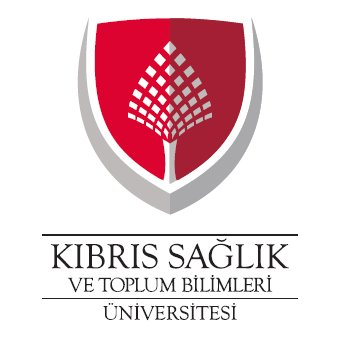 KIBRIS SAĞLIK
VE TOPLUM BİLİMLERİ
ÜNİVERSİTESİ